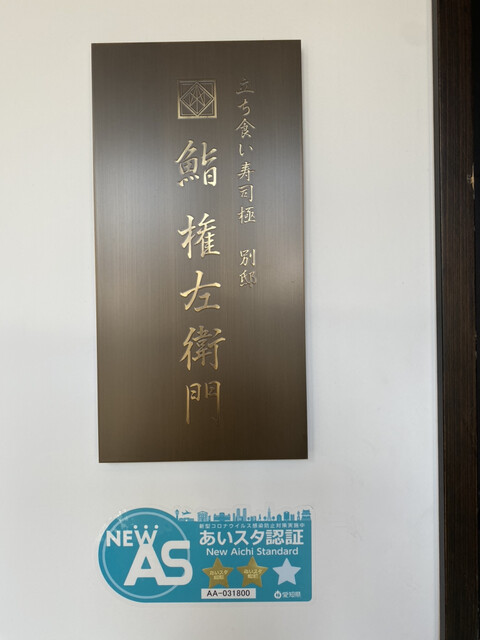 立ち食い寿司極 別邸
鮨 権左衛門
新型コロナウイルス感染防止対策実施中
NEW
AS
あいスタ認証
New Aichi Standard
AA-031800
愛知県